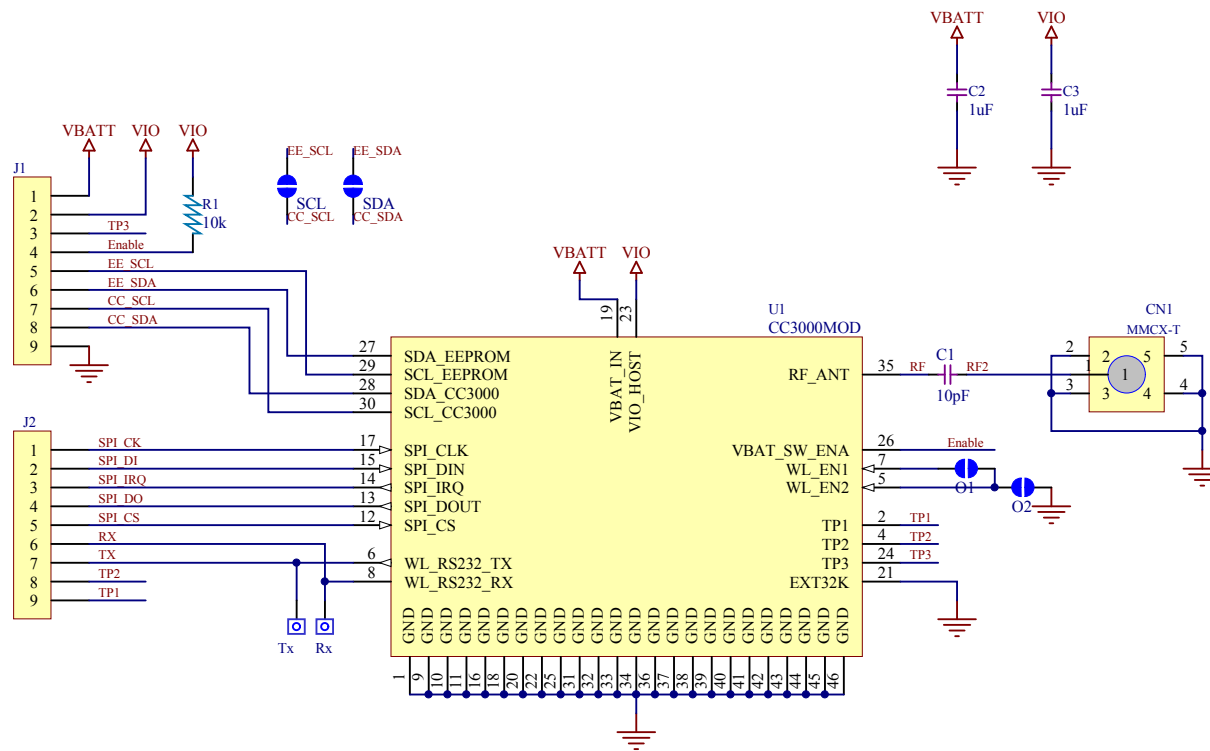 VBATT VIO
C2
1uF
C3
1uF
VBATT VIO VIO
J1
1
2
3 TP3
4 Enable
5 EE_SCL
6 EE_SDA
7 CC_SCL
8 CC_SDA
9
R1
10k
EE_SCL EE_SDA
SCL SDA
CC_SCL CC_SDA
VBATT VIO
19 23
VBAT_IN
VIO_HOST
U1
CC3000MOD
27 SDA_EEPROM
29 SCL_EEPROM
28 SDA_CC3000
30 SCL_CC3000
17 SPI_CLK
15 SPI_DIN
14 SPI_IRQ
13 SPI_DOUT
12 SPI_CS
6 WL_RS232_TX
8 WL_RS232_RX
RF_ANT 35 RF
C1
10pF
RF2
CN1
MMCX-T
2 2 5 5
1 1
3 3 4 4
VBAT_SW_ENA 26 Enable
WL_EN1 7
O1
WL_EN2 5
O2
TP1 2 TP1
TP2 4 TP2
TP3 24 TP3
EXT32K 21
J2
1 SPI_CK
2 SPI_DI
3 SPI_IRQ
4 SPI_DO
5 SPI_CS
6 RX
7 TX
8 TP2
9 TP1
Tx Rx
GND GND GND GND GND GND GND GND GND GND GND GND GND GND GND GND GND GND GND GND GND GND GND GND
1 9 10 11 16 18 20 22 25 31 32 33 34 36 37 38 39 40 41 42 43 44 45 46